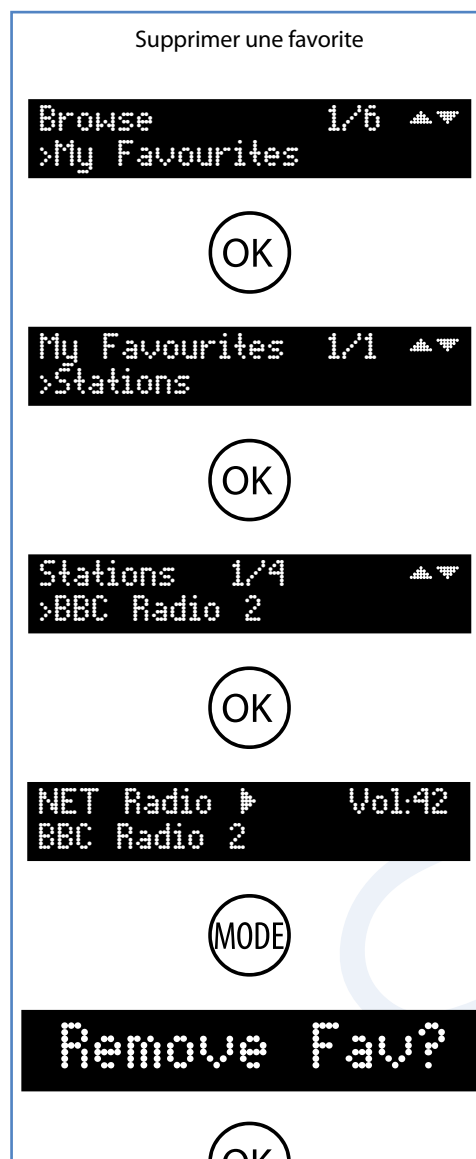 Supprimer une favorite
Browse 1/6
>My Favourites
OK
My Favourites 1/1
>Stations
OK
Stations 1/4
>BBC Radio 2
OK
NET Radio Vol:42
BBC Radio 2
MODE
Remove Fav?
OK